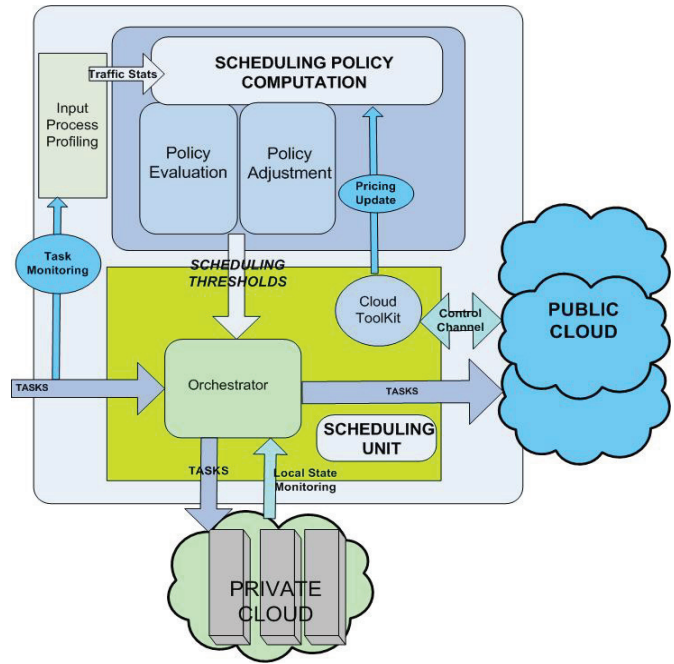 SCHEDULING POLICY
COMPUTATION
Traffic Stats
Input
Process
Profiling
Policy
Evaluation
Policy
Adjustment
Pricing
Update
Task
Monitoring
SCHEDULING
THRESHOLDS
Cloud
ToolKit
Control
Channel
PUBLIC
CLOUD
TASKS
Orchestrator
TASKS
SCHEDULING
UNIT
TASKS
Local State
Monitoring
PRIVATE
CLOUD